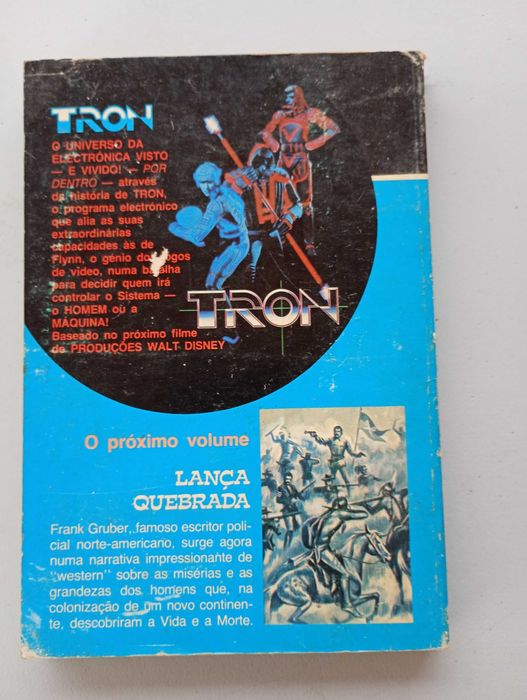 TRON
O UNIVERSO DA
ELECTRÓNICA VISTO
— E VIVIDO! — POR
DENTRO — através
da história de TRON,
o programa electrónico
que alia as suas
extraordinárias
capacidades às de
Flynn, o génio dos jogos
de video, numa batalha
para decidir quem irá
controlar o Sistema —
o HOMEM ou a
MÁQUINA!
Baseado no próximo filme
de PRODUÇÕES WALT DISNEY
TRON
O próximo volume
LANÇA
QUEBRADA
Frank Gruber, famoso escritor poli-
cial norte-americano, surge agora
numa narrativa impressionante de
"western" sobre as misérias e as
grandezas dos homens que, na
colonização de um novo continen-
te, descobriram a Vida e a Morte.